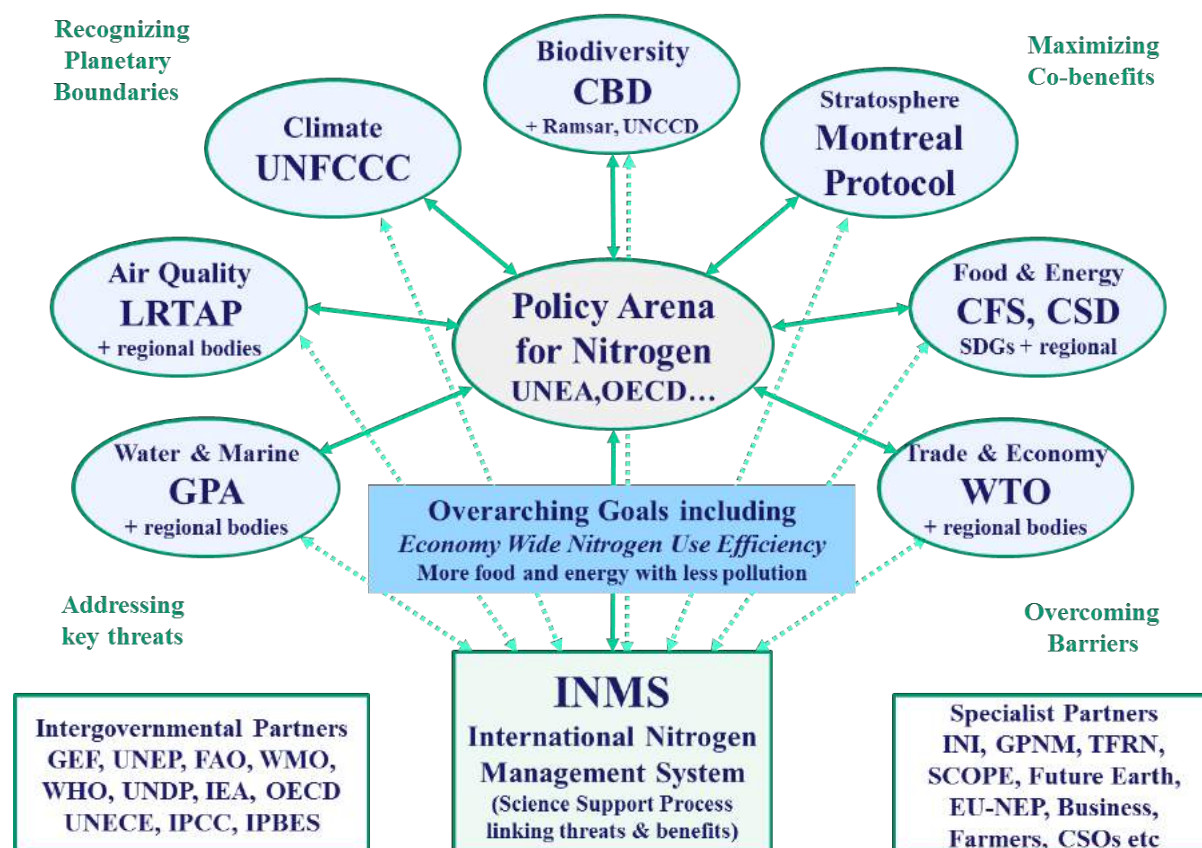 Recognizing
Planetary
Boundaries
Biodiversity
CBD
+ Ramsar, UNCCD
Maximizing
Co-benefits
Climate
UNFCCC
Stratosphere
Montreal
Protocol
Air Quality
LRTAP
+ regional bodies
Policy Arena
for Nitrogen
UNEA,OECD…
Food & Energy
CFS, CSD
SDGs + regional
Water & Marine
GPA
+ regional bodies
Trade & Economy
WTO
+ regional bodies
Overarching Goals including
Economy Wide Nitrogen Use Efficiency
More food and energy with less pollution
Addressing
key threats
Overcoming
Barriers
Intergovernmental Partners
GEF, UNEP, FAO, WMO,
WHO, UNDP, IEA, OECD
UNECE, IPCC, IPBES
INMS
International Nitrogen
Management System
(Science Support Process
linking threats & benefits)
Specialist Partners
INI, GPNM, TFRN,
SCOPE, Future Earth,
EU-NEP, Business,
Farmers, CSOs etc